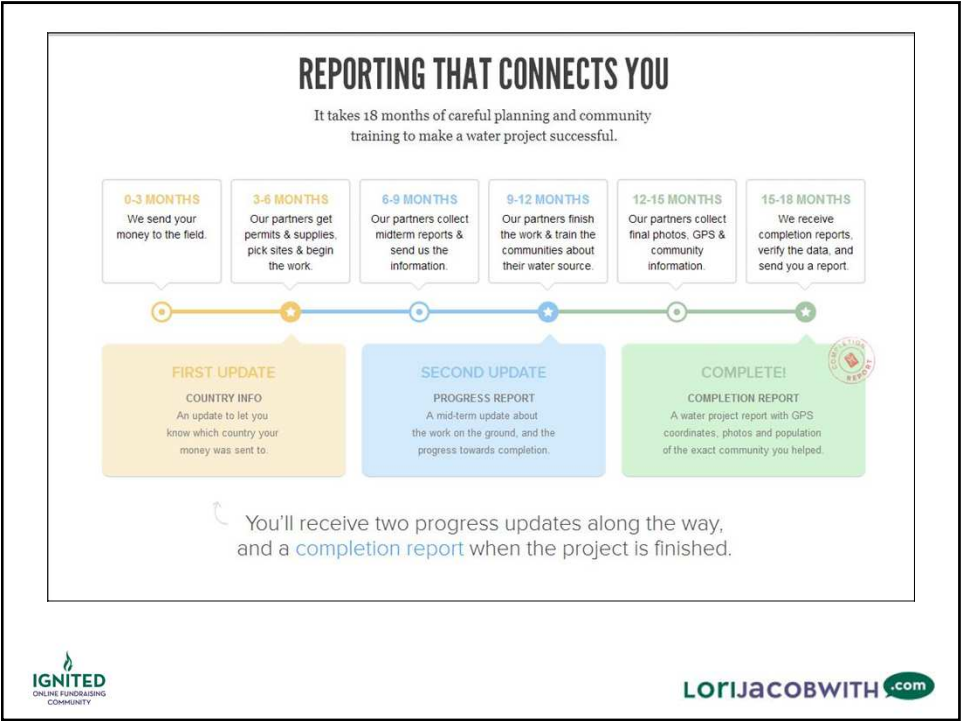 REPORTING THAT CONNECTS YOU
It takes 18 months of careful planning and community
training to make a water project successful.
0-3 MONTHS
We send your
money to the field.
3-6 MONTHS
Our partners get
permits & supplies,
pick sites & begin
the work.
6-9 MONTHS
Our partners collect
midterm reports &
send us the
information.
9-12 MONTHS
Our partners finish
the work & train the
communities about
their water source.
12-15 MONTHS
Our partners collect
final photos, GPS &
community
information.
15-18 MONTHS
We receive
completion reports,
verify the data, and
send you a report.
FIRST UPDATE
COUNTRY INFO
An update to let you
know which country your
money was sent to.
SECOND UPDATE
PROGRESS REPORT
A mid-term update about
the work on the ground, and the
progress towards completion.
COMPLETE!
COMPLETION REPORT
A water project report with GPS
coordinates, photos and population
of the exact community you helped.
COMPLETION
REPORT
You'll receive two progress updates along the way,
and a completion report when the project is finished.
IGNITED
ONLINE FUNDRAISING
COMMUNITY
LORIJACOBWITH .com